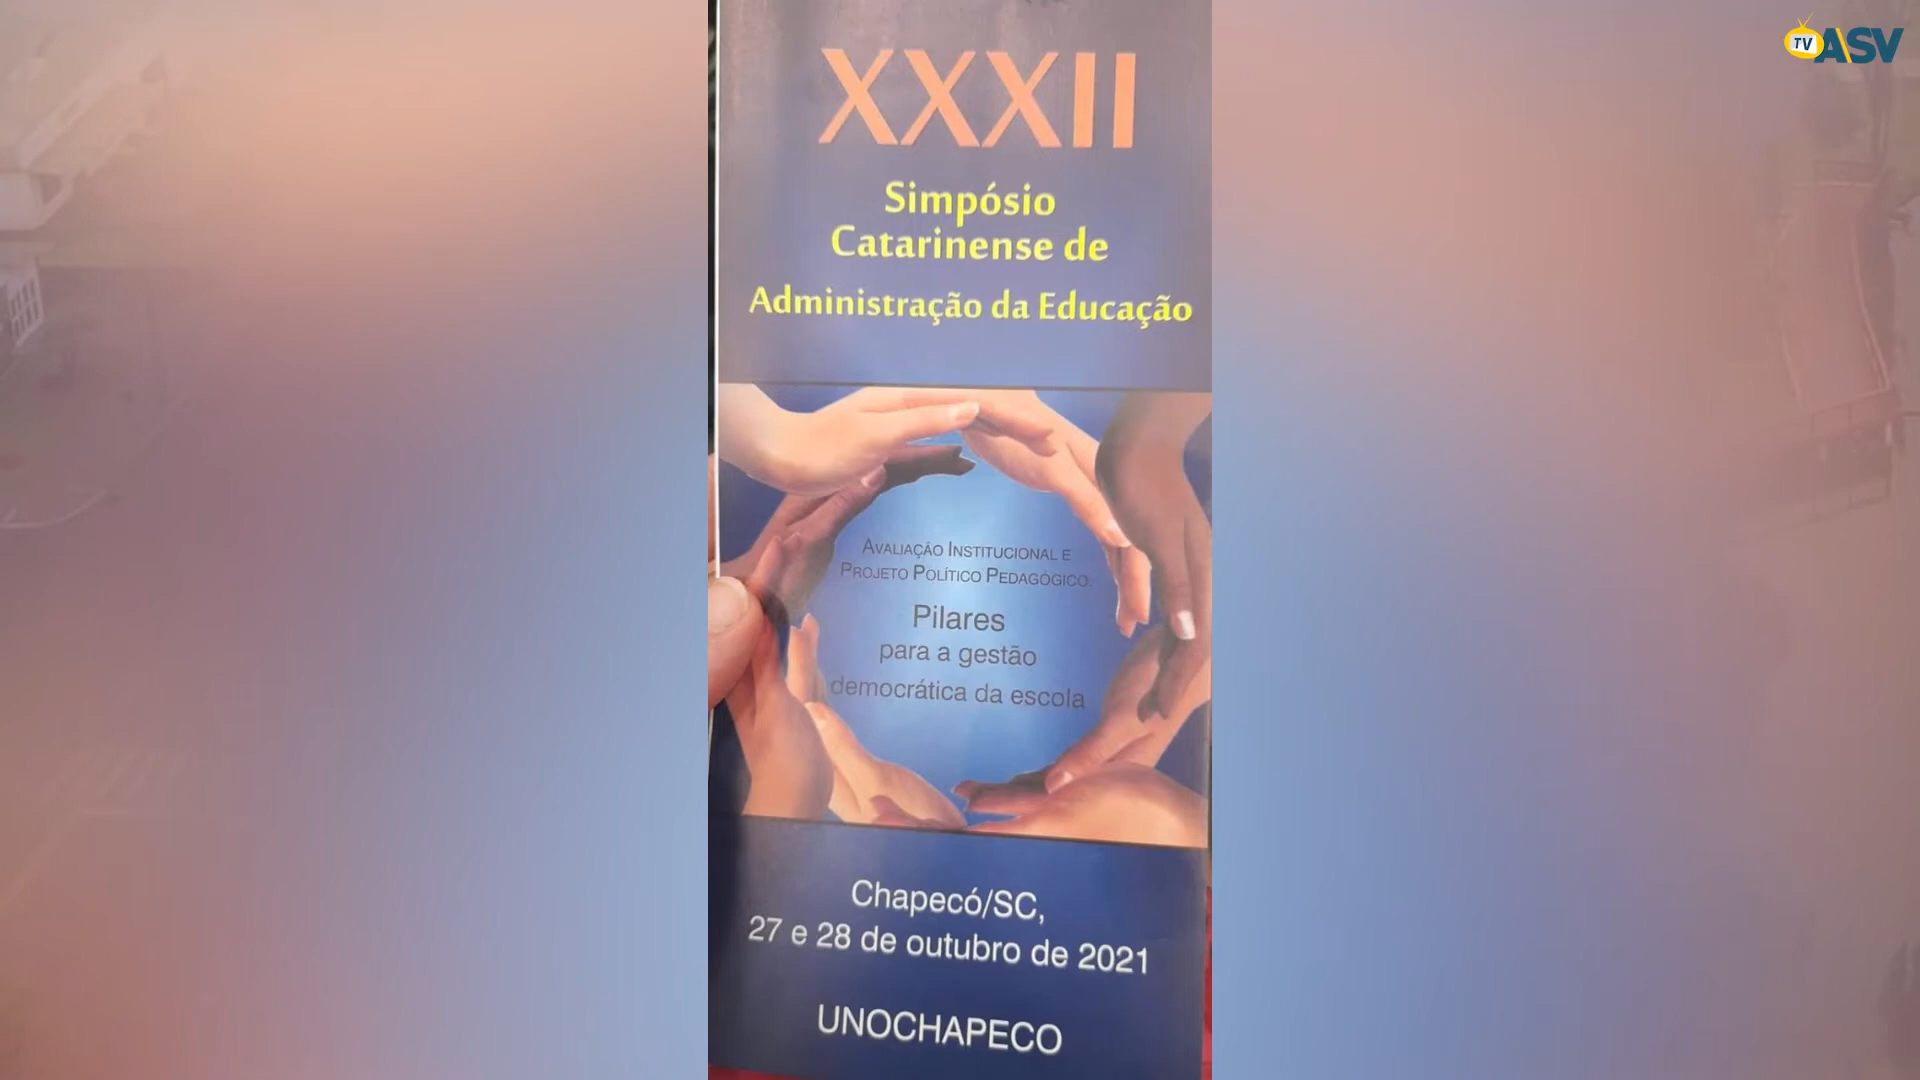 TV ASV
XXXII
Simpósio
Catarinense de
Administração da Educação
AVALIAÇÃO INSTITUCIONAL E
PROJETO POLÍTICO PEDAGÓGICO:
Pilares
para a gestão
democrática da escola
Chapecó/SC,
27 e 28 de outubro de 2021
UNOCHAPECO